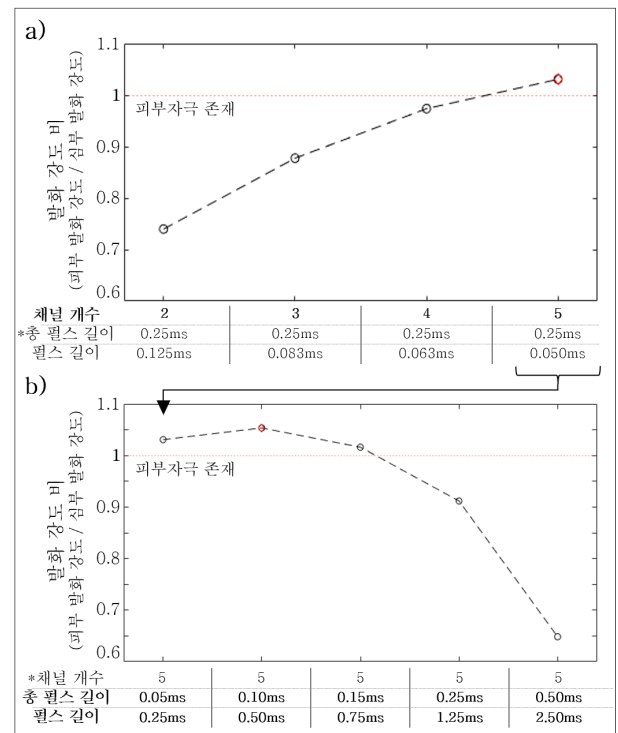 a)
1.1
1
0.9
0.8
0.7
0.6
발화 강도 비
(피부 발화 강도 / 심부 발화 강도)
피부자극 존재
채널 개수 2 3 4 5
*총 펄스 길이 0.25ms 0.25ms 0.25ms 0.25ms
펄스 길이 0.125ms 0.083ms 0.063ms 0.050ms
b)
1.1
1
0.9
0.8
0.7
0.6
발화 강도 비
(피부 발화 강도 / 심부 발화 강도)
피부자극 존재
*채널 개수 5 5 5 5 5
총 펄스 길이 0.05ms 0.10ms 0.15ms 0.25ms 0.50ms
펄스 길이 0.25ms 0.50ms 0.75ms 1.25ms 2.50ms